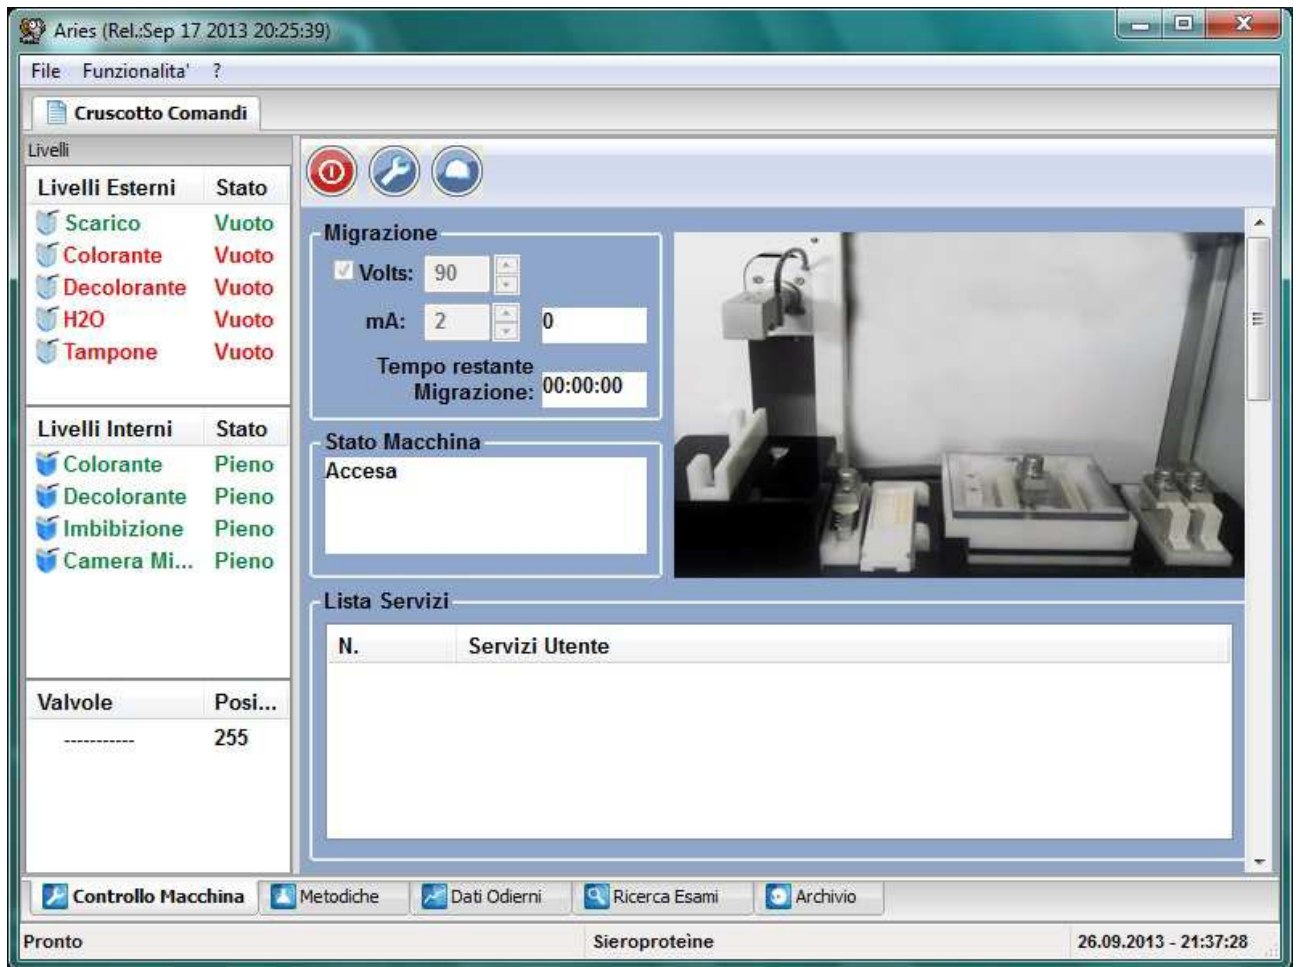 Aries (Rel.:Sep 17 2013 20:25:39)
File Funzionalita' ?
Cruscotto Comandi
Livelli
Livelli Esterni Stato
Scarico Vuoto
Colorante Vuoto
Decolorante Vuoto
H2O Vuoto
Tampone Vuoto
Livelli Interni Stato
Colorante Pieno
Decolorante Pieno
Imbibizione Pieno
Camera Mi... Pieno
Valvole Posi...
----------- 255
Migrazione
Volts: 90
mA: 2 0
Tempo restante
Migrazione: 00:00:00
Stato Macchina
Accesa
Lista Servizi
N. Servizi Utente
Controllo Macchina Metodiche Dati Odierni Ricerca Esami Archivio
Pronto Sieroproteine 26.09.2013 - 21:37:28